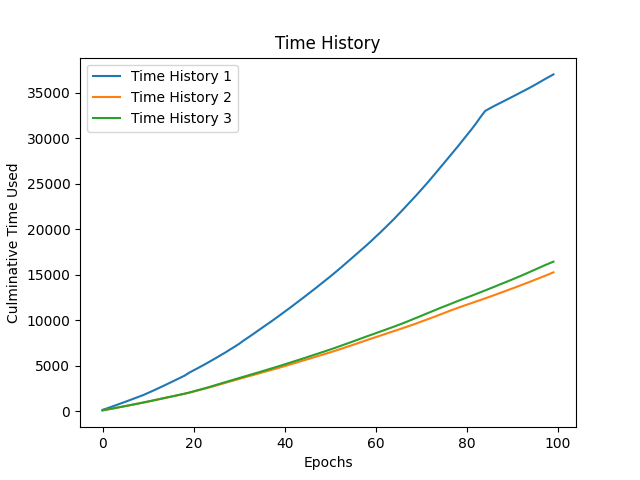 Time History
Time History 1
Time History 2
Time History 3
Culminative Time Used
35000
30000
25000
20000
15000
10000
5000
0
0 20 40 60 80 100
Epochs